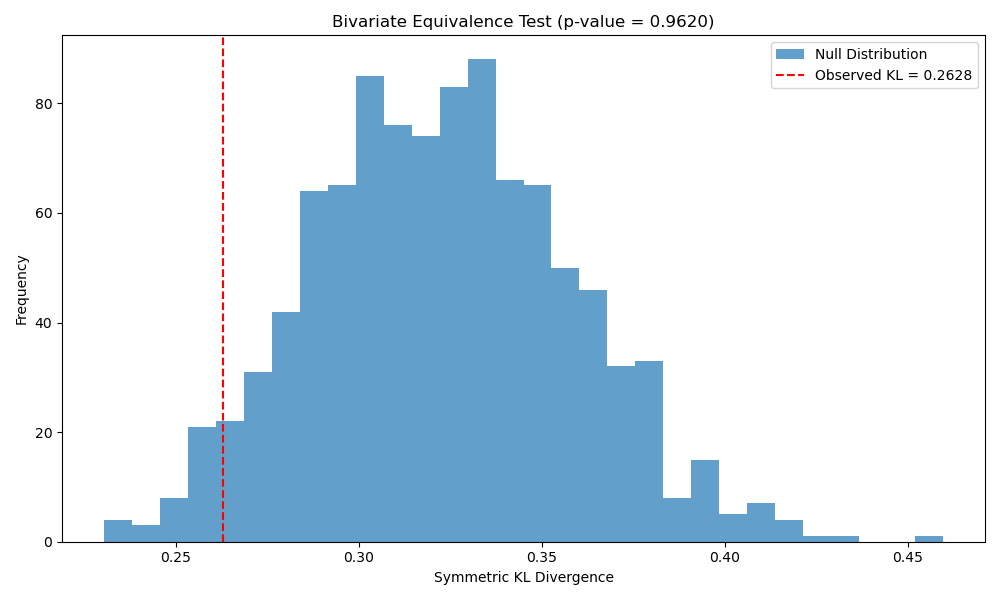 Bivariate Equivalence Test (p-value = 0.9620)
Null Distribution
Observed KL = 0.2628
Frequency
80
60
40
20
0
0.25 0.30 0.35 0.40 0.45
Symmetric KL Divergence